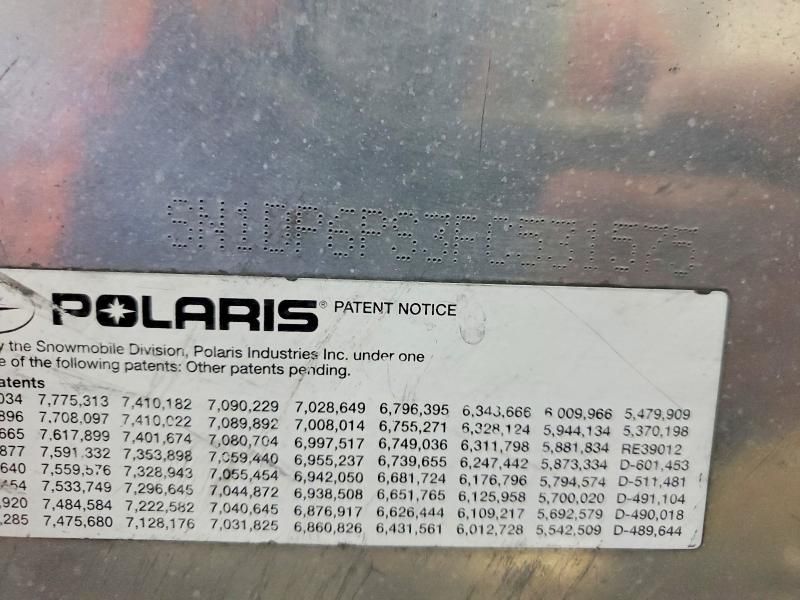 SN1DP6PS3FC531575
POLARIS® PATENT NOTICE
y the Snowmobile Division, Polaris Industries Inc. under one
e of the following patents: Other patents pending.
atents
034 7,775,313 7,410,182 7,090,229 7,028,649 6,796,395 6,343,666 6,009,966 5,479,909
896 7,708,097 7,410,022 7,089,892 7,008,014 6,755,271 6,328,124 5,944,134 5,370,198
665 7,617,899 7,401,674 7,080,704 6,997,517 6,749,036 6,311,798 5,881,834 RE39012
877 7,591,332 7,353,898 7,059,440 6,955,237 6,739,655 6,247,442 5,873,334 D-601,453
640 7,559,576 7,328,943 7,055,454 6,942,050 6,681,724 6,176,796 5,794,574 D-511,481
454 7,533,749 7,296,645 7,044,872 6,938,508 6,651,765 6,125,958 5,700,020 D-491,104
,920 7,484,584 7,222,582 7,040,645 6,876,917 6,626,444 6,109,217 5,692,579 D-490,018
,285 7,475,680 7,128,176 7,031,825 6,860,826 6,431,561 6,012,728 5,542,509 D-489,644